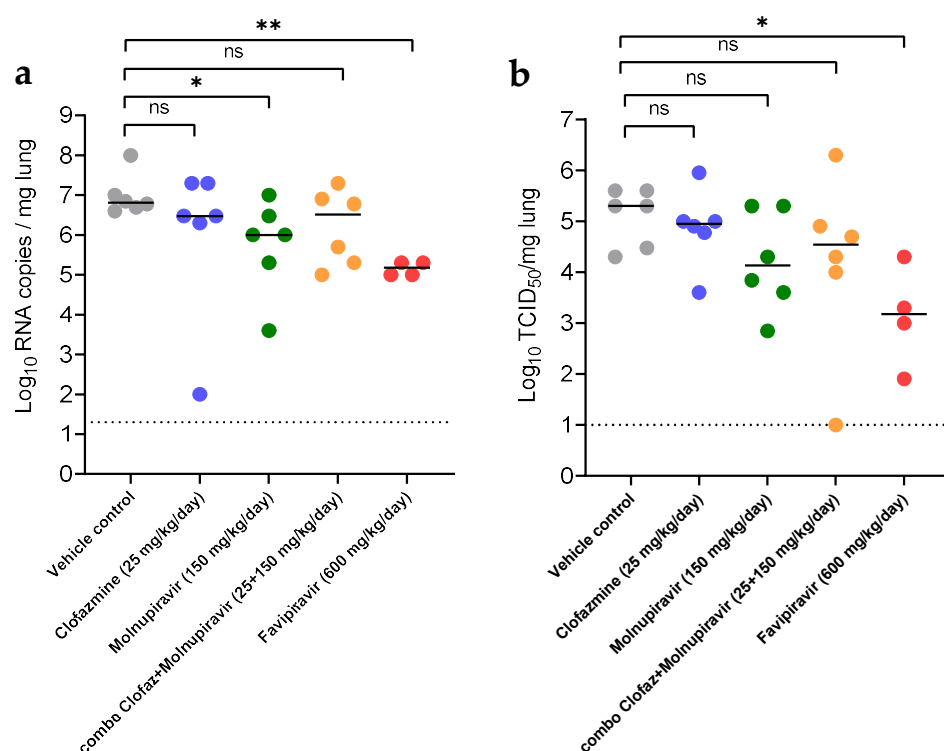 a
**
ns
*
ns
Log10 RNA copies / mg lung
9
8
7
6
5
4
3
2
1
0
Vehicle control
Clofazmine (25 mg/kg/day)
Molnupiravir (150 mg/kg/day)
combo Clofaz+Molnupiravir (25+150 mg/kg/day)
Favipiravir (600 mg/kg/day)
b
*
ns
ns
ns
Log10 TCID50/mg lung
7
6
5
4
3
2
1
0
Vehicle control
Clofazmine (25 mg/kg/day)
Molnupiravir (150 mg/kg/day)
combo Clofaz+Molnupiravir (25+150 mg/kg/day)
Favipiravir (600 mg/kg/day)